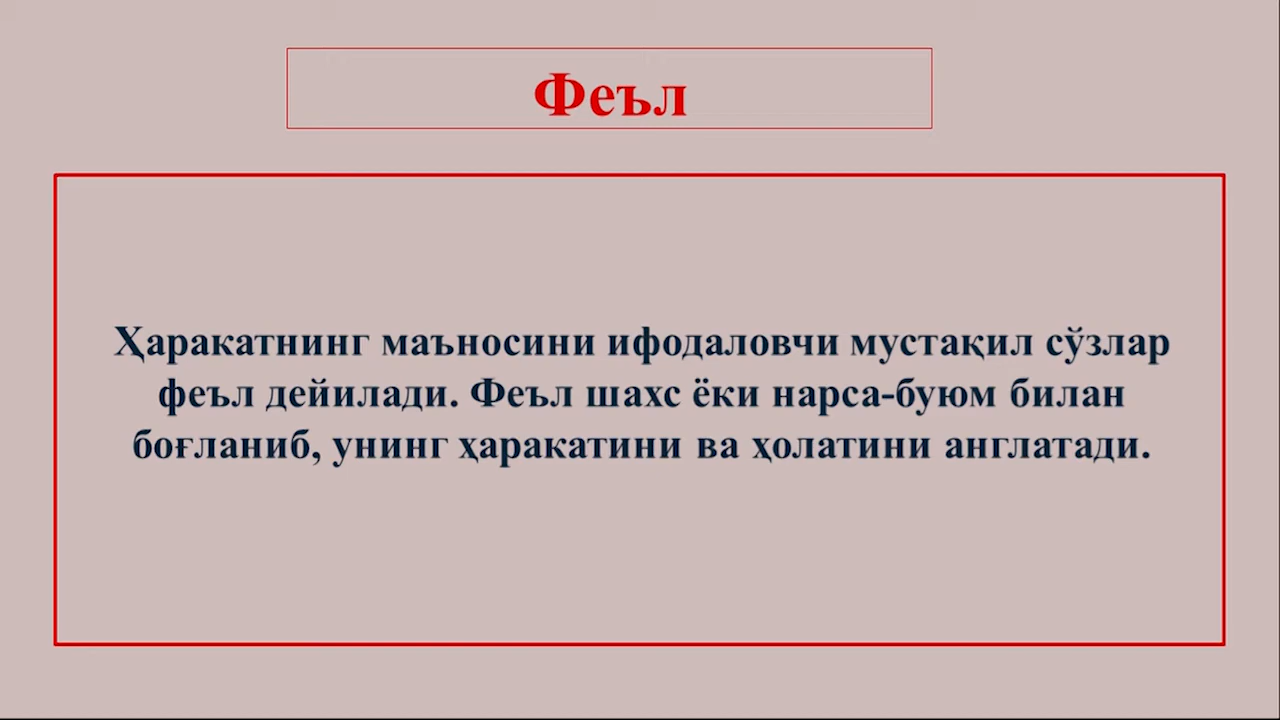 Феъл
Ҳаракатнинг маъносини ифодаловчи мустақил сўзлар
феъл дейилади. Феъл шахс ёки нарса-буюм билан
боғланиб, унинг ҳаракатини ва ҳолатини англатади.